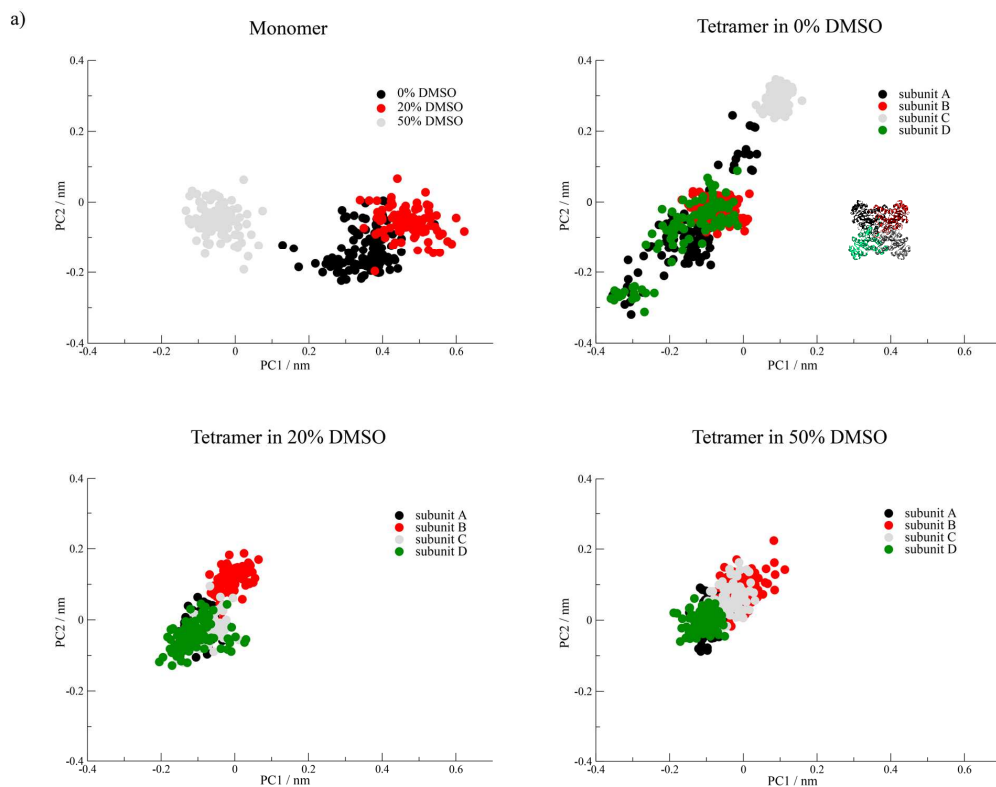 a)
Monomer
0.4
0.2
0
-0.2
-0.4
PC2 / nm
0% DMSO
20% DMSO
50% DMSO
-0.4
-0.2
0
0.2
0.4
0.6
PC1 / nm
Tetramer in 0% DMSO
0.4
0.2
0
-0.2
-0.4
PC2 / nm
subunit A
subunit B
subunit C
subunit D
-0.4
-0.2
0
0.2
0.4
0.6
PC1 / nm
Tetramer in 20% DMSO
0.4
0.2
0
-0.2
-0.4
PC2 / nm
subunit A
subunit B
subunit C
subunit D
-0.4
-0.2
0
0.2
0.4
0.6
PC1 / nm
Tetramer in 50% DMSO
0.4
0.2
0
-0.2
-0.4
PC2 / nm
subunit A
subunit B
subunit C
subunit D
-0.4
-0.2
0
0.2
0.4
0.6
PC1 / nm